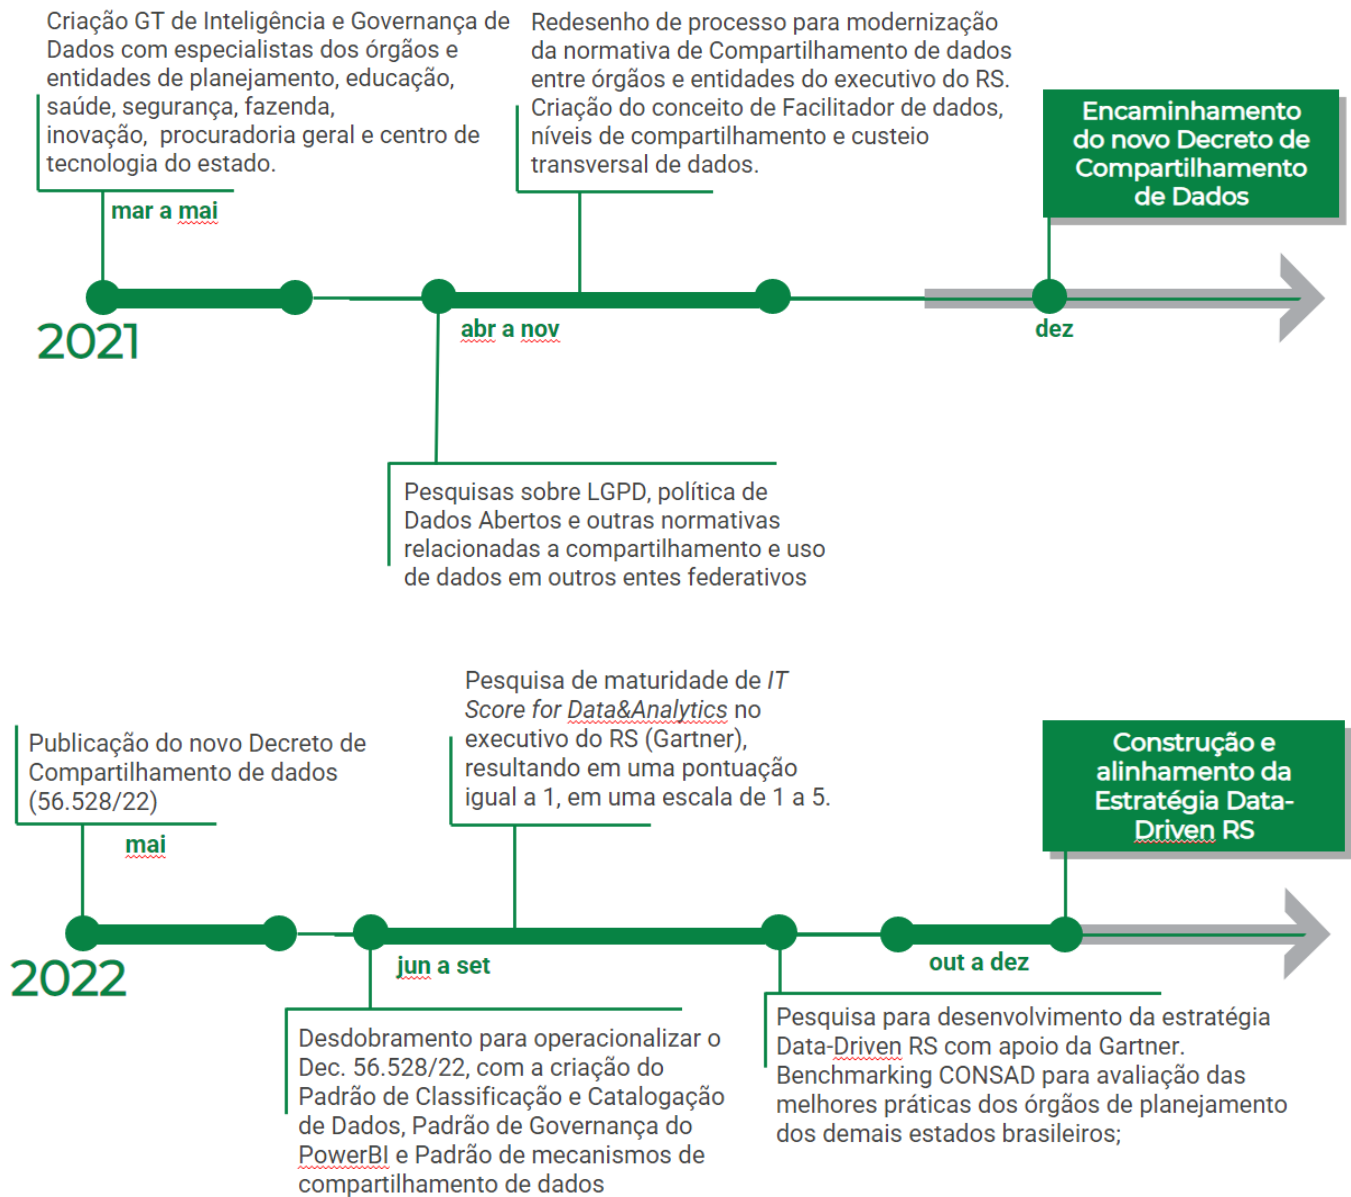 Criação GT de Inteligência e Governança de
Dados com especialistas dos órgãos e
entidades de planejamento, educação,
saúde, segurança, fazenda,
inovação,  procuradoria geral e centro de
tecnologia do estado.
mar a mai
Redesenho de processo para modernização
da normativa de Compartilhamento de dados
entre órgãos e entidades do executivo do RS.
Criação do conceito de Facilitador de dados,
níveis de compartilhamento e custeio
transversal de dados.
Encaminhamento
do novo Decreto de
Compartilhamento
de Dados
2021
abr a nov
dez
Pesquisas sobre LGPD, política de
Dados Abertos e outras normativas
relacionadas a compartilhamento e uso
de dados em outros entes federativos
Publicação do novo Decreto de
Compartilhamento de dados
(56.528/22)
mai
Pesquisa de maturidade de IT
Score for Data&Analytics no
executivo do RS (Gartner),
resultando em uma pontuação
igual a 1, em uma escala de 1 a 5.
Construção e
alinhamento da
Estratégia Data-
Driven RS
2022
jun a set
out a dez
Desdobramento para operacionalizar o
Dec. 56.528/22, com a criação do
Padrão de Classificação e Catalogação
de Dados, Padrão de Governança do
PowerBI e Padrão de mecanismos de
compartilhamento de dados
Pesquisa para desenvolvimento da estratégia
Data-Driven RS com apoio da Gartner.
Benchmarking CONSAD para avaliação das
melhores práticas dos órgãos de planejamento
dos demais estados brasileiros;